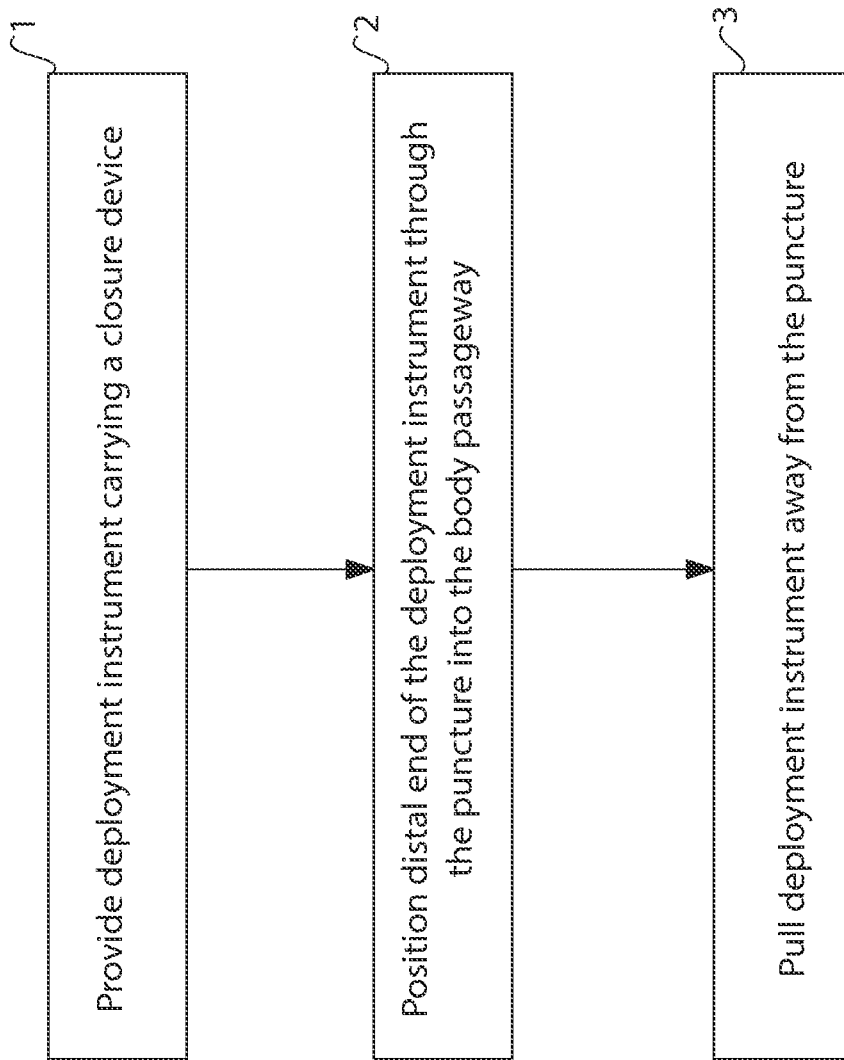 1
Provide deployment instrument carrying a closure device
2
Position distal end of the deployment instrument through
the puncture into the body passageway
3
Pull deployment instrument away from the puncture